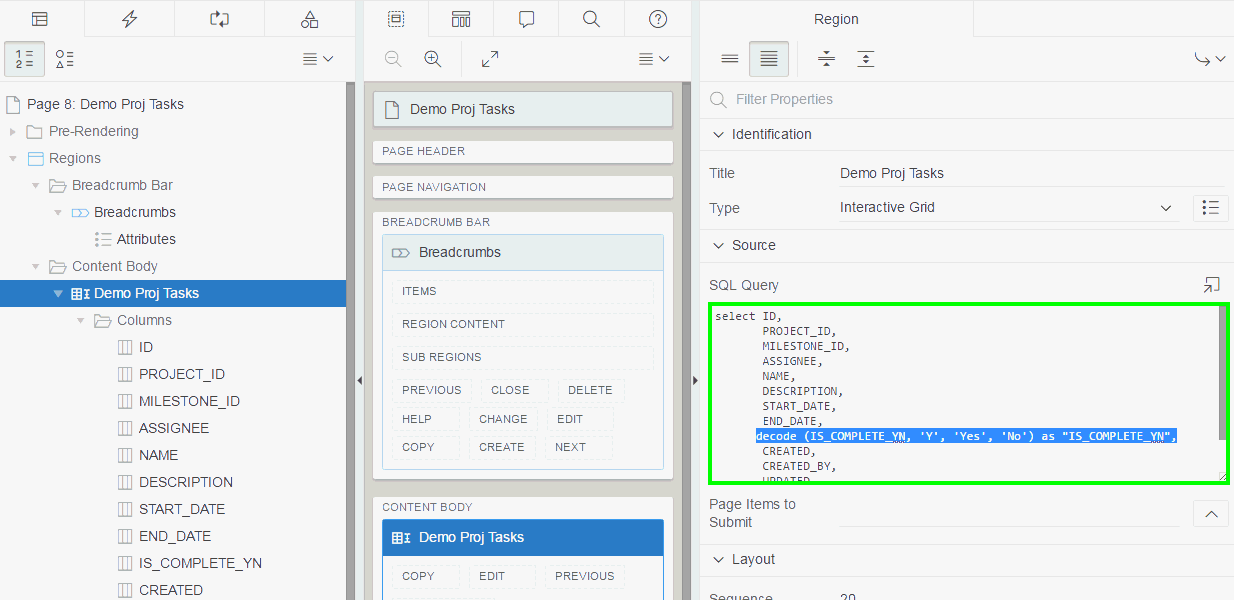 Region
1
2
Page 8: Demo Proj Tasks
Pre-Rendering
Regions
Breadcrumb Bar
Breadcrumbs
Attributes
Content Body
Demo Proj Tasks
Columns
ID
PROJECT_ID
MILESTONE_ID
ASSIGNEE
NAME
DESCRIPTION
START_DATE
END_DATE
IS_COMPLETE_YN
CREATED
Demo Proj Tasks
PAGE HEADER
PAGE NAVIGATION
BREADCRUMB BAR
Breadcrumbs
ITEMS
REGION CONTENT
SUB REGIONS
PREVIOUS CLOSE DELETE
HELP CHANGE EDIT
COPY CREATE NEXT
CONTENT BODY
Demo Proj Tasks
COPY EDIT PREVIOUS
Filter Properties
Identification
Title Demo Proj Tasks
Type Interactive Grid
Source
SQL Query
select ID,
PROJECT_ID,
MILESTONE_ID,
ASSIGNEE,
NAME,
DESCRIPTION,
START_DATE,
END_DATE,
decode (IS_COMPLETE_YN, 'Y', 'Yes', 'No') as "IS_COMPLETE_YN",
CREATED,
CREATED_BY,
UPDATED
Page Items to
Submit
Layout
Sequence 20